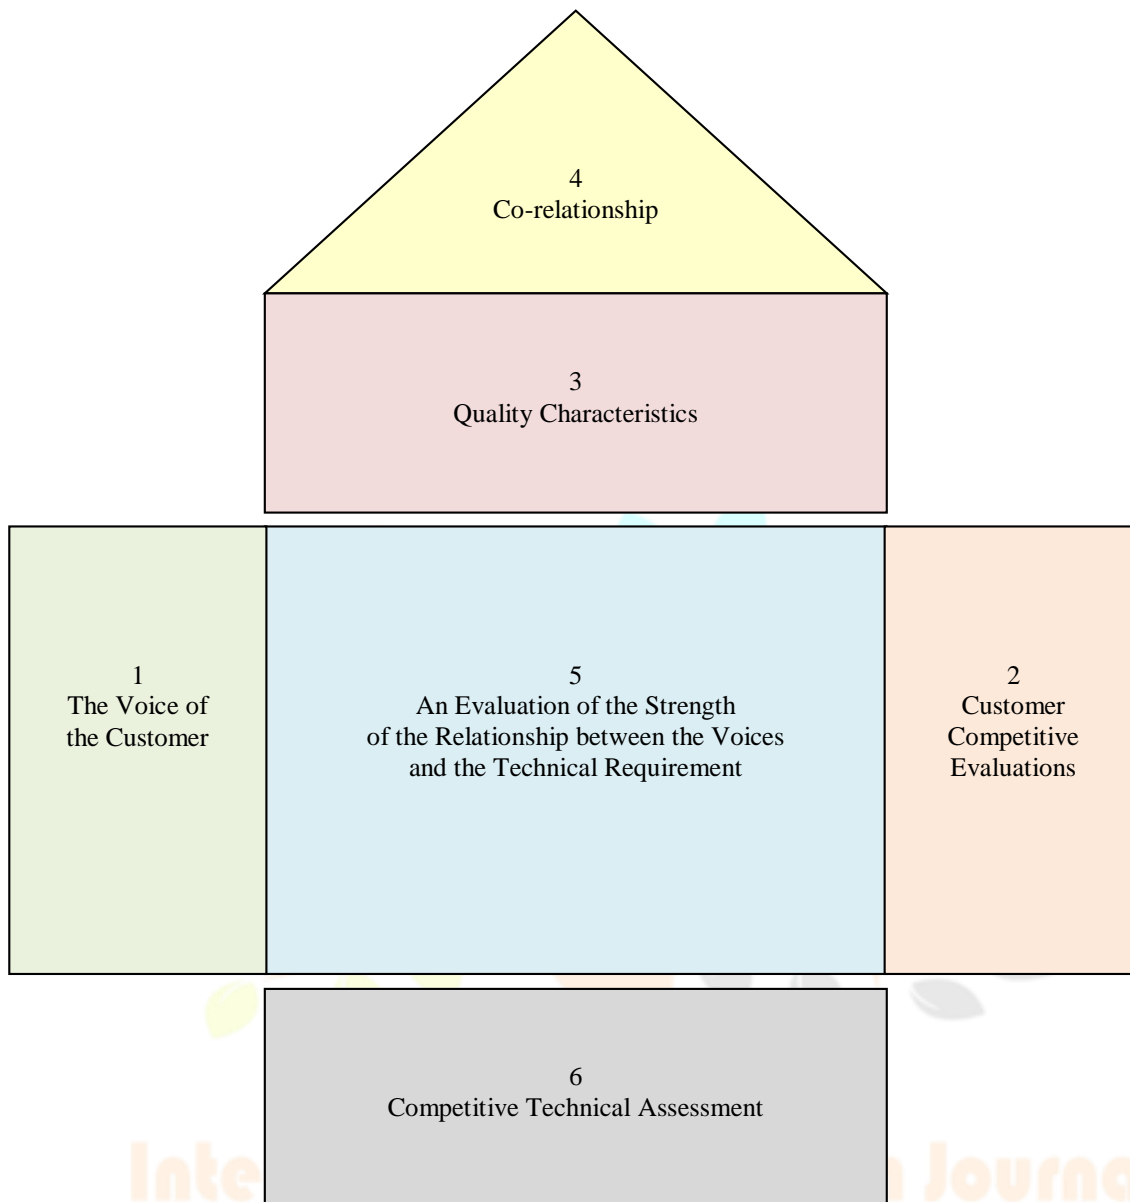 4
Co-relationship
3
Quality Characteristics
1
The Voice of
the Customer
5
An Evaluation of the Strength
of the Relationship between the Voices
and the Technical Requirement
2
Customer
Competitive
Evaluations
6
Competitive Technical Assessment